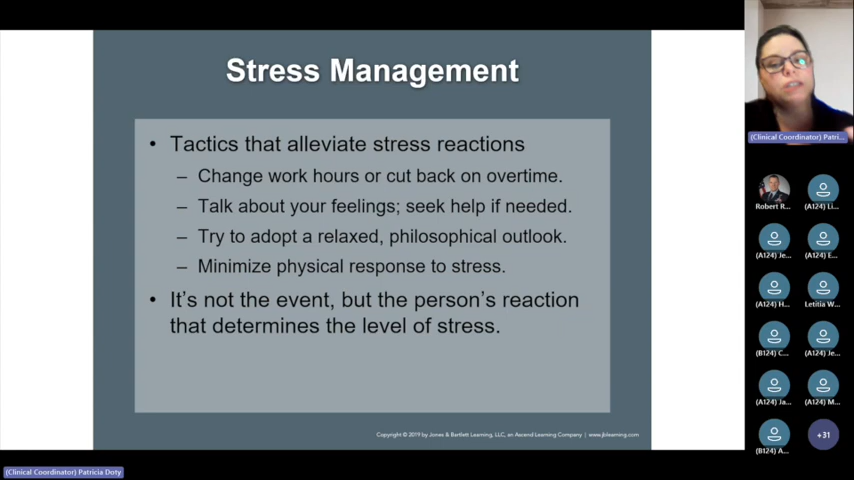 Stress Management
• Tactics that alleviate stress reactions
– Change work hours or cut back on overtime.
– Talk about your feelings; seek help if needed.
– Try to adopt a relaxed, philosophical outlook.
– Minimize physical response to stress.
• It's not the event, but the person's reaction
that determines the level of stress.
Copyright © 2019 by Jones & Bartlett Learning, LLC, an Ascend Learning Company | www.jblearning.com
(Clinical Coordinator) Patricia Doty
(Clinical Coordinator) Patri...
Robert R...
(A124) Li...
(A124) Je...
(A124) E...
(A124) H...
Letitia W...
(B124) C...
(A124) Je...
(A124) Ja...
(A124) M...
(B124) A...
+31